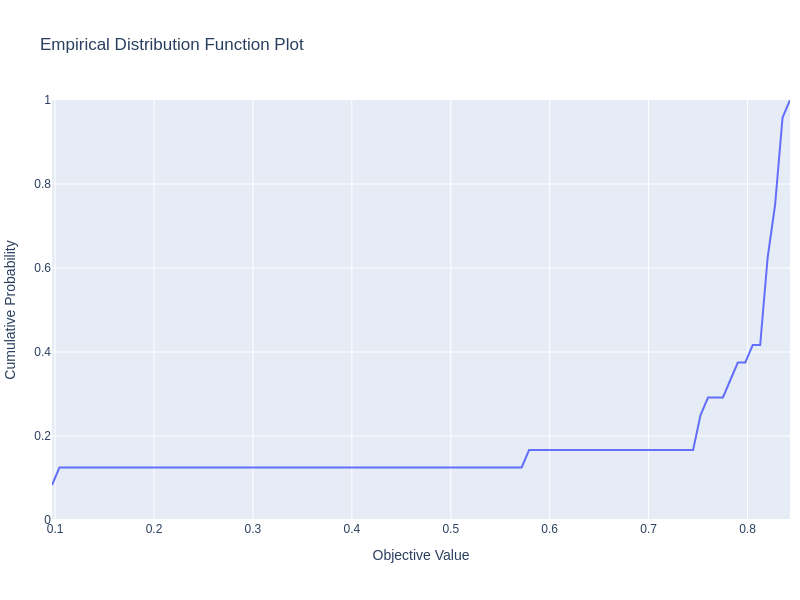 Empirical Distribution Function Plot
1
0.8
0.6
0.4
0.2
0
Cumulative Probability
0.1 0.2 0.3 0.4 0.5 0.6 0.7 0.8
Objective Value